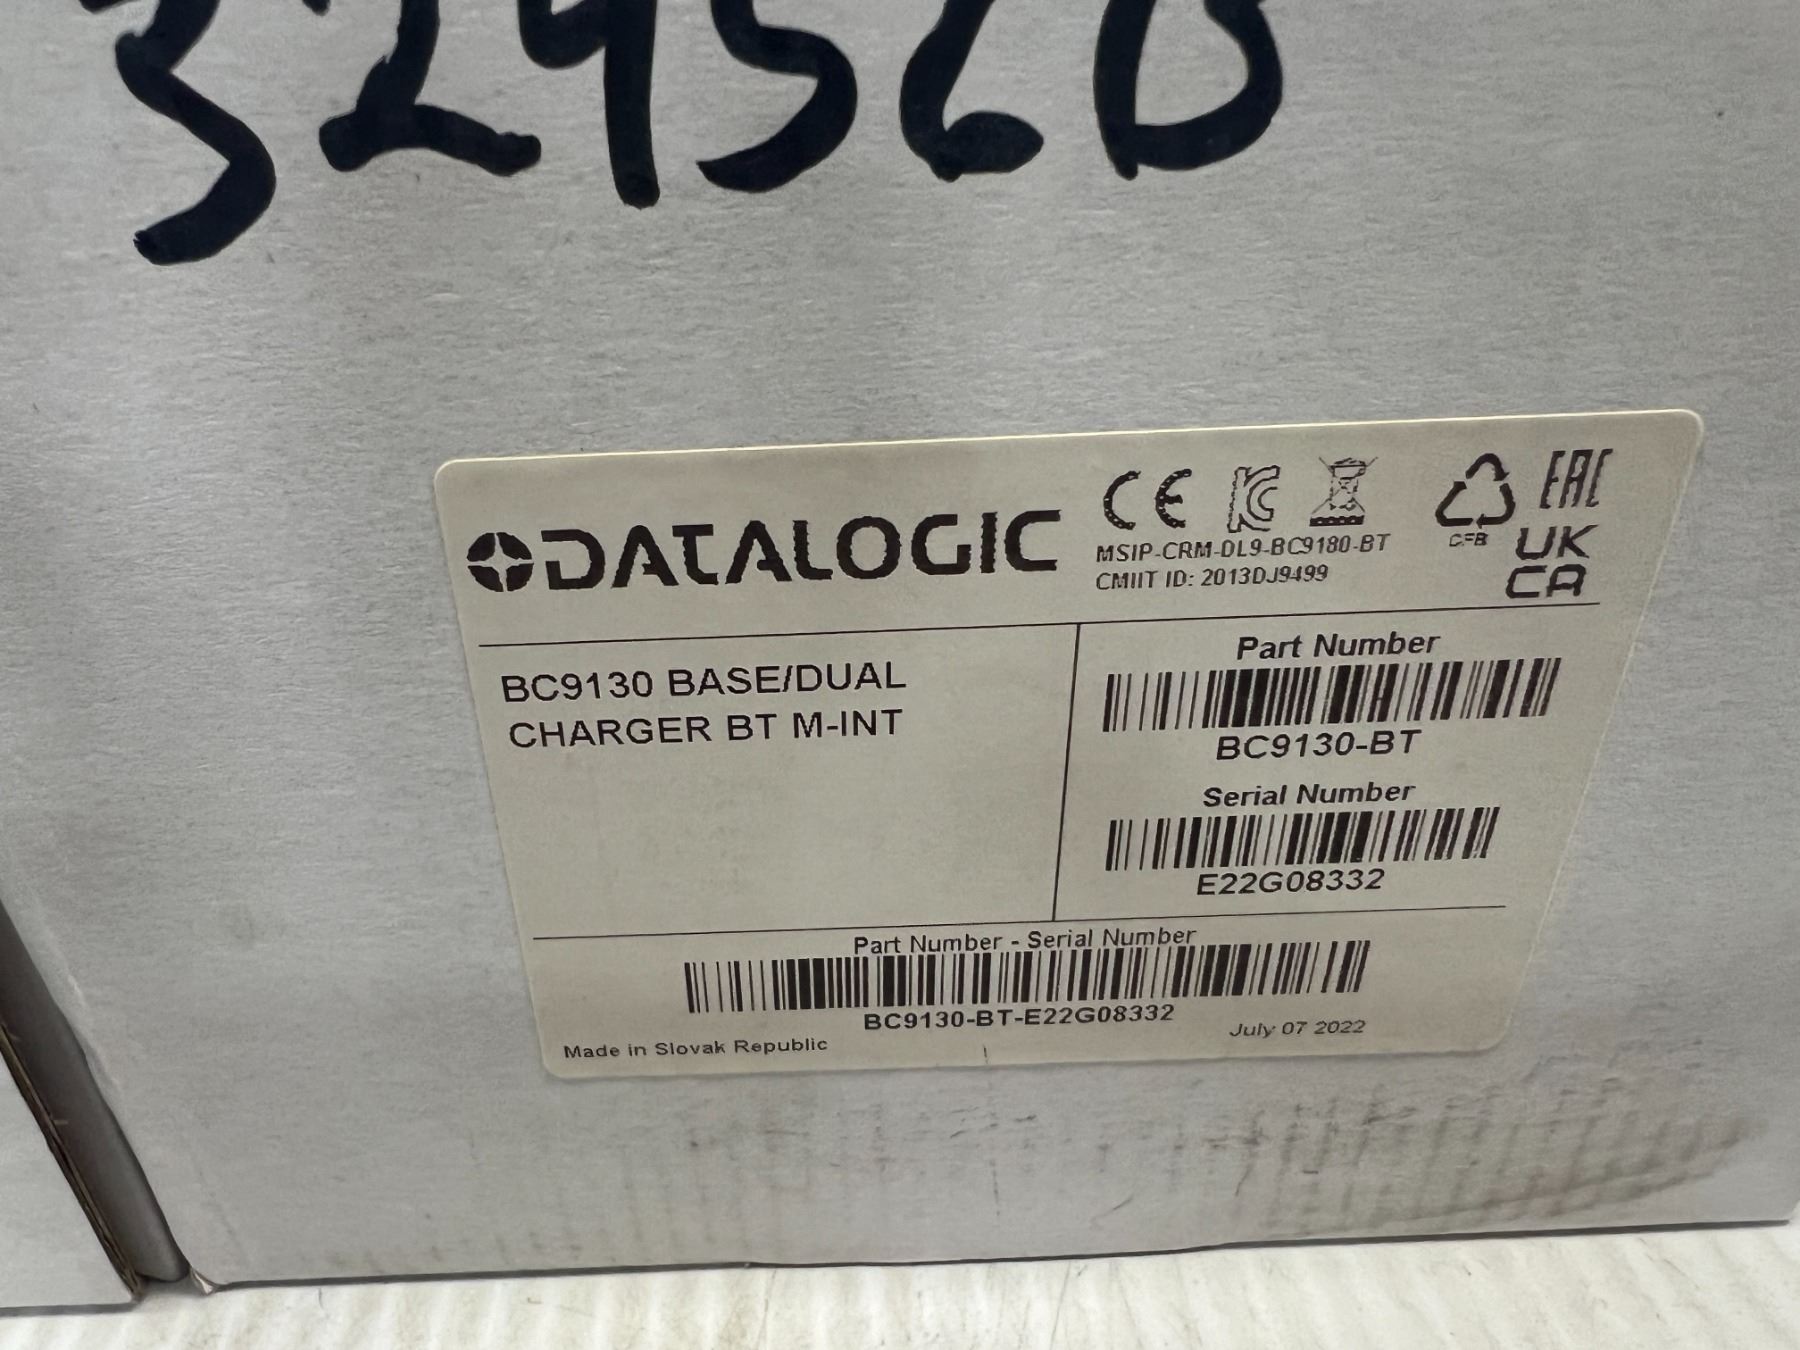 DATALOGIC
CE
EAC
MSIP-CRM-DL9-BC9180-BT
CMIIT ID: 2013DJ9499
CFB
UK
CA
BC9130 BASE/DUAL
CHARGER BT M-INT
Part Number
BC9130-BT
Serial Number
E22G08332
Part Number - Serial Number
BC9130-BT-E22G08332
Made in Slovak Republic
July 07 2022